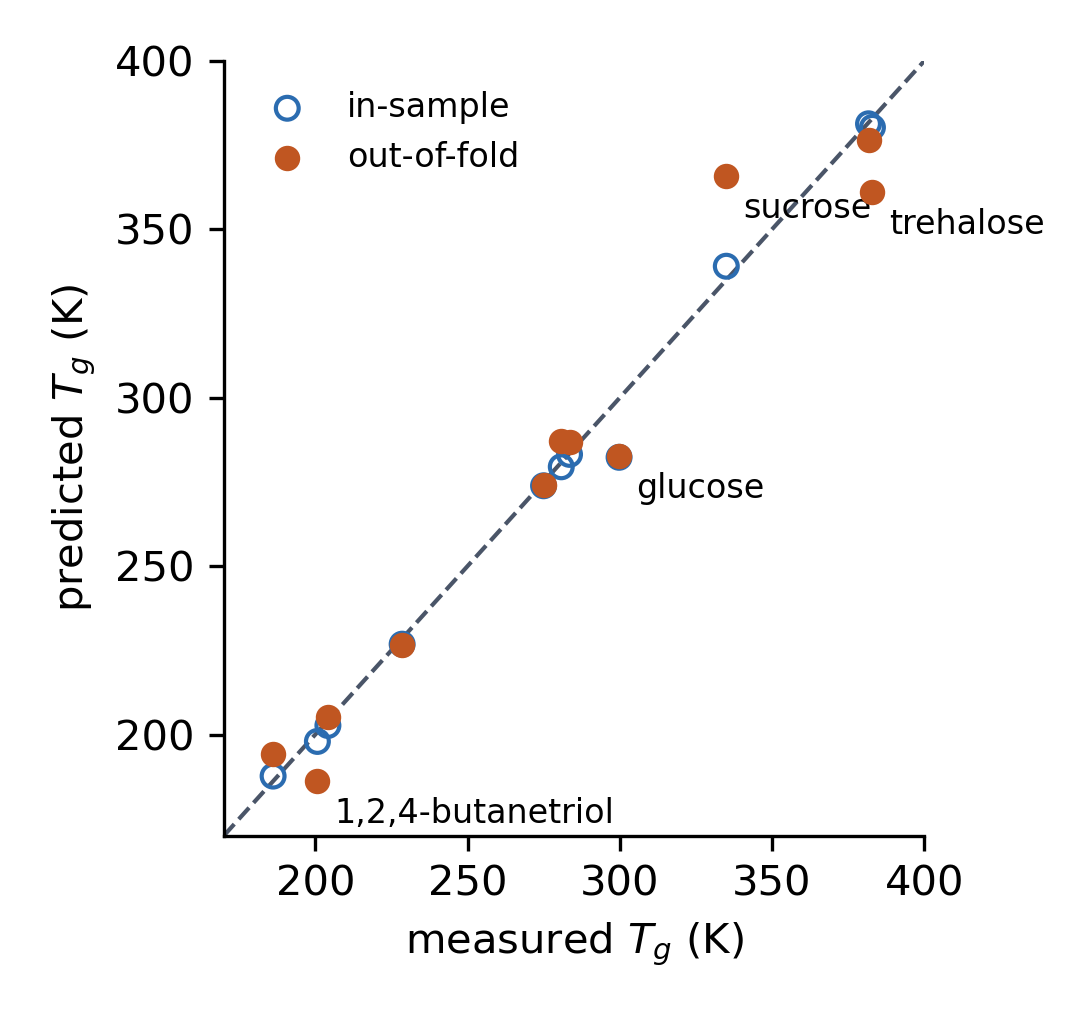 400
350
300
250
200
predicted T_g (K)
in-sample
out-of-fold
sucrose
trehalose
glucose
1,2,4-butanetriol
200 250 300 350 400
measured T_g (K)